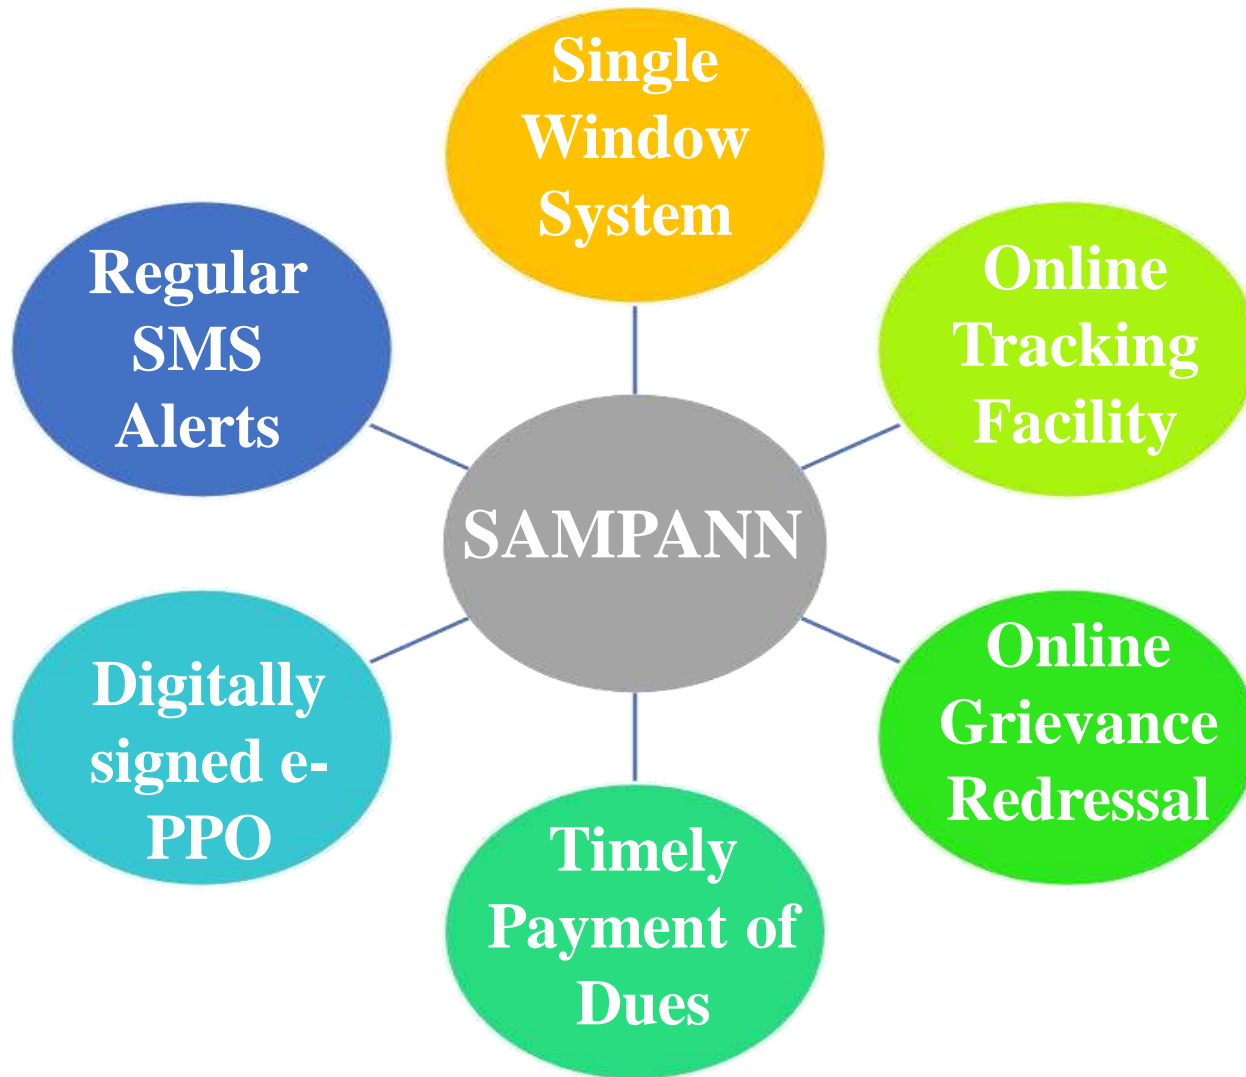 Single
Window
System
Online
Tracking
Facility
Online
Grievance
Redressal
Timely
Payment of
Dues
Digitally
signed e-
PPO
Regular
SMS
Alerts
SAMPANN